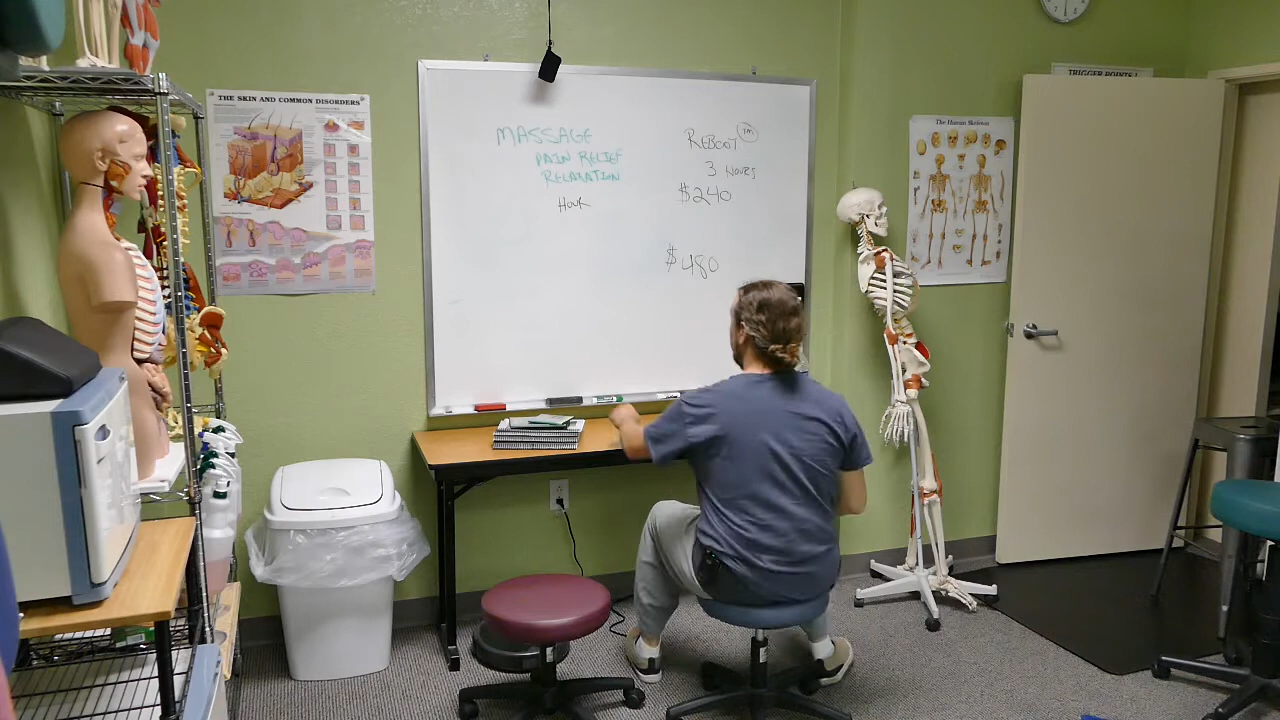 THE SKIN AND COMMON DISORDERS
MASSAGE
PAIN RELIEF
RELAXATION
Hour
REBOOT TM
3 HOURS
$240
$480
TRIGGER POINTS I
The Human Skeleton